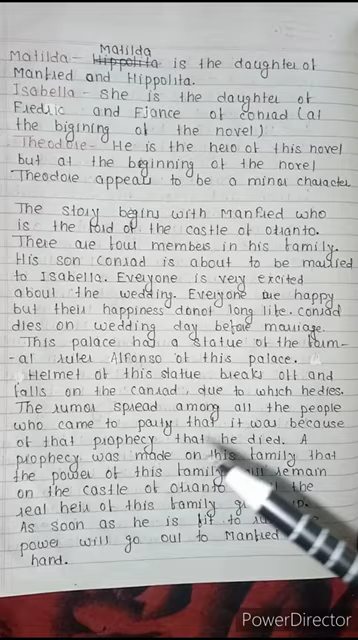 Matilda
Matilda - Hippolita is the daughter of
Manfred and Hippolita.
Isabella - She is the daughter of
Fredric and Fiance of conrad (at
the bigining of the novel)
Theodore - He is the hero of this novel
but at the beginning of the novel
Theodore appears to be a minor character
The story begins with Manfred who
is the lord of the castle of otranto.
There are four members in his family.
His son Conrad is about to be married
to Isabella. Everyone is very excited
about the wedding. Everyone are happy
but their happiness donot long life. conrad
dies on wedding day before marriage.
This palace has a statue of the form-
-al ruler Alfonso of this palace.
Helmet of this statue breaks off and
falls on the conrad, due to which he dies.
The rumor spread among all the people
who came to party that it was because
of that prophecy that he died. A
prophecy was made on this family that
the power of this family will remain
on the castle of otranto the
real heir of this family
As soon as he is fit to
power will go out to Manfred
hand.
PowerDirector